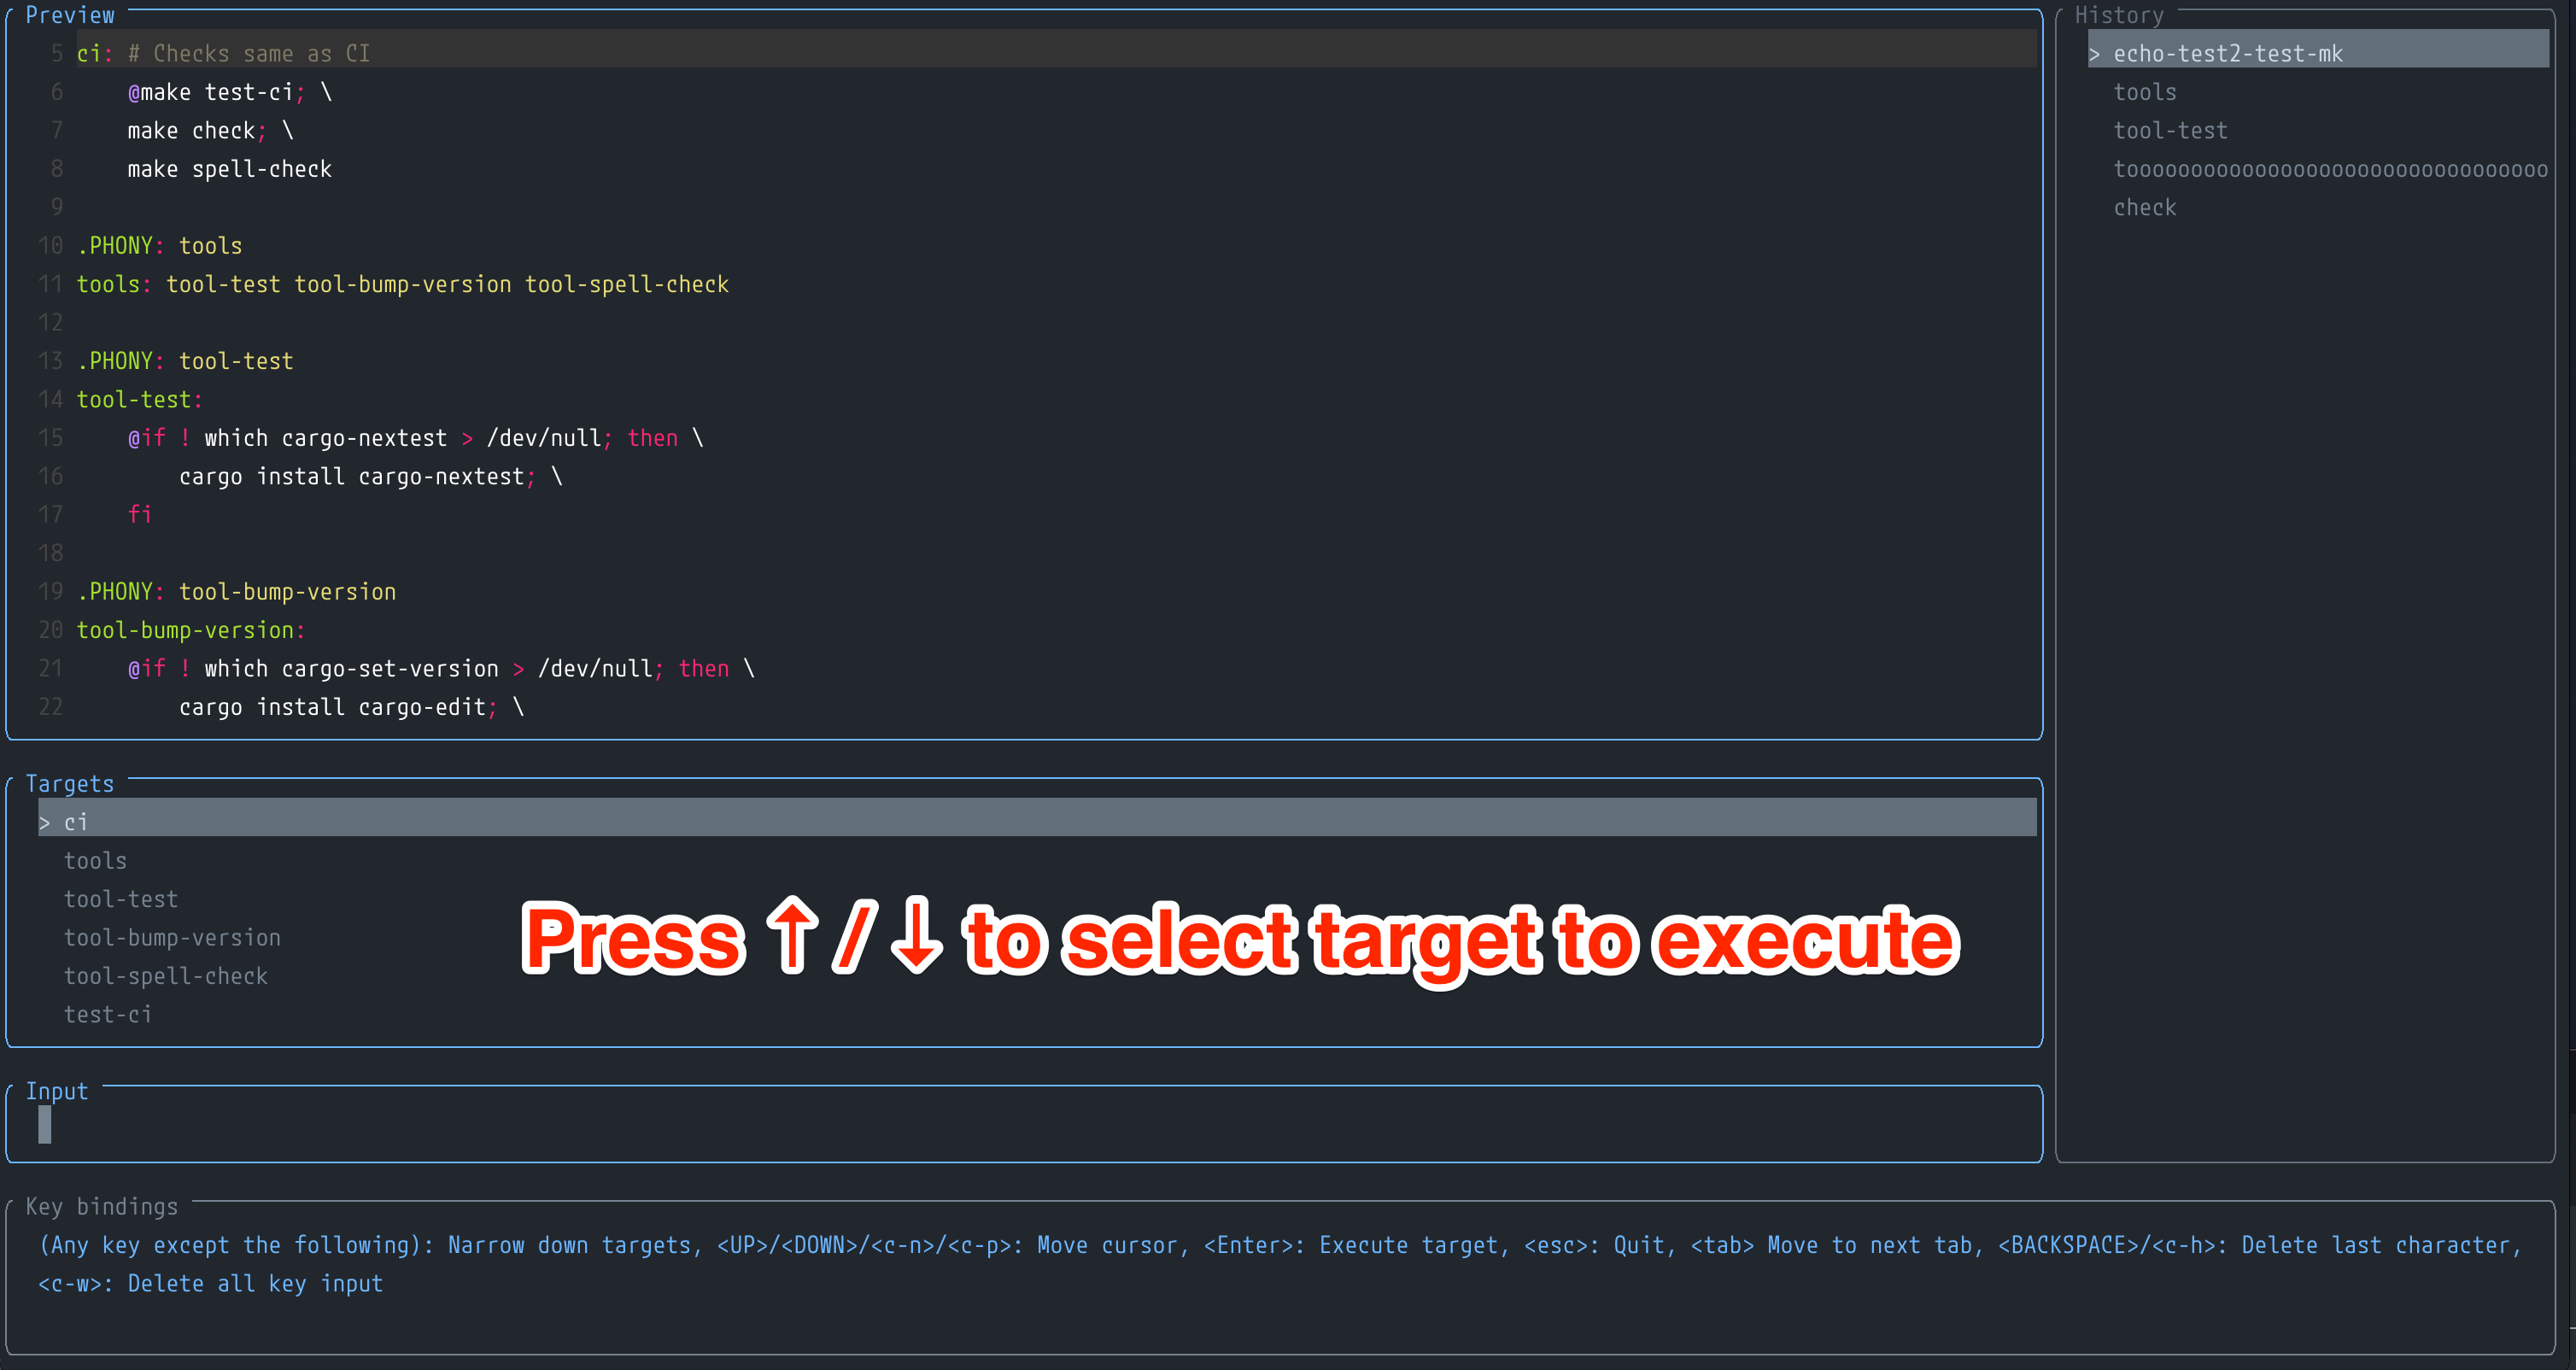 Preview
5 ci: # Checks same as CI
6 @make test-ci; \
7 make check; \
8 make spell-check
9
10 .PHONY: tools
11 tools: tool-test tool-bump-version tool-spell-check
12
13 .PHONY: tool-test
14 tool-test:
15 @if ! which cargo-nextest > /dev/null; then \
16 cargo install cargo-nextest; \
17 fi
18
19 .PHONY: tool-bump-version
20 tool-bump-version:
21 @if ! which cargo-set-version > /dev/null; then \
22 cargo install cargo-edit; \
Targets
> ci
tools
tool-test
tool-bump-version
tool-spell-check
test-ci
Press ↑/↓ to select target to execute
Input
History
> echo-test2-test-mk
tools
tool-test
toooooooooooooooooooooooooooooooooo
check
Key bindings
(Any key except the following): Narrow down targets, <UP>/<DOWN>/<c-n>/<c-p>: Move cursor, <Enter>: Execute target, <esc>: Quit, <tab> Move to next tab, <BACKSPACE>/<c-h>: Delete last character,
<c-w>: Delete all key input